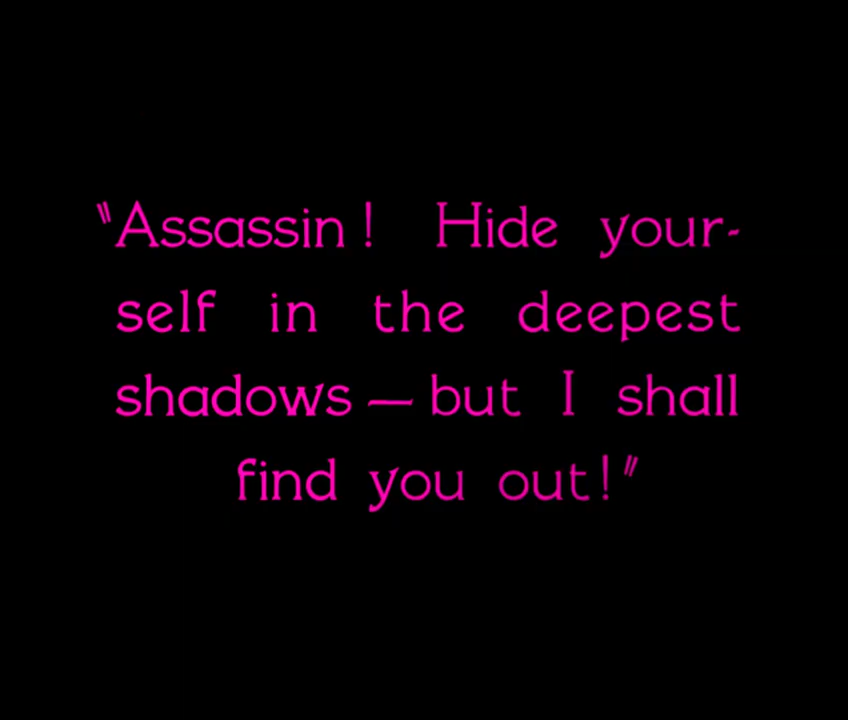 "Assassin! Hide your-
self in the deepest
shadows — but I shall
find you out!"